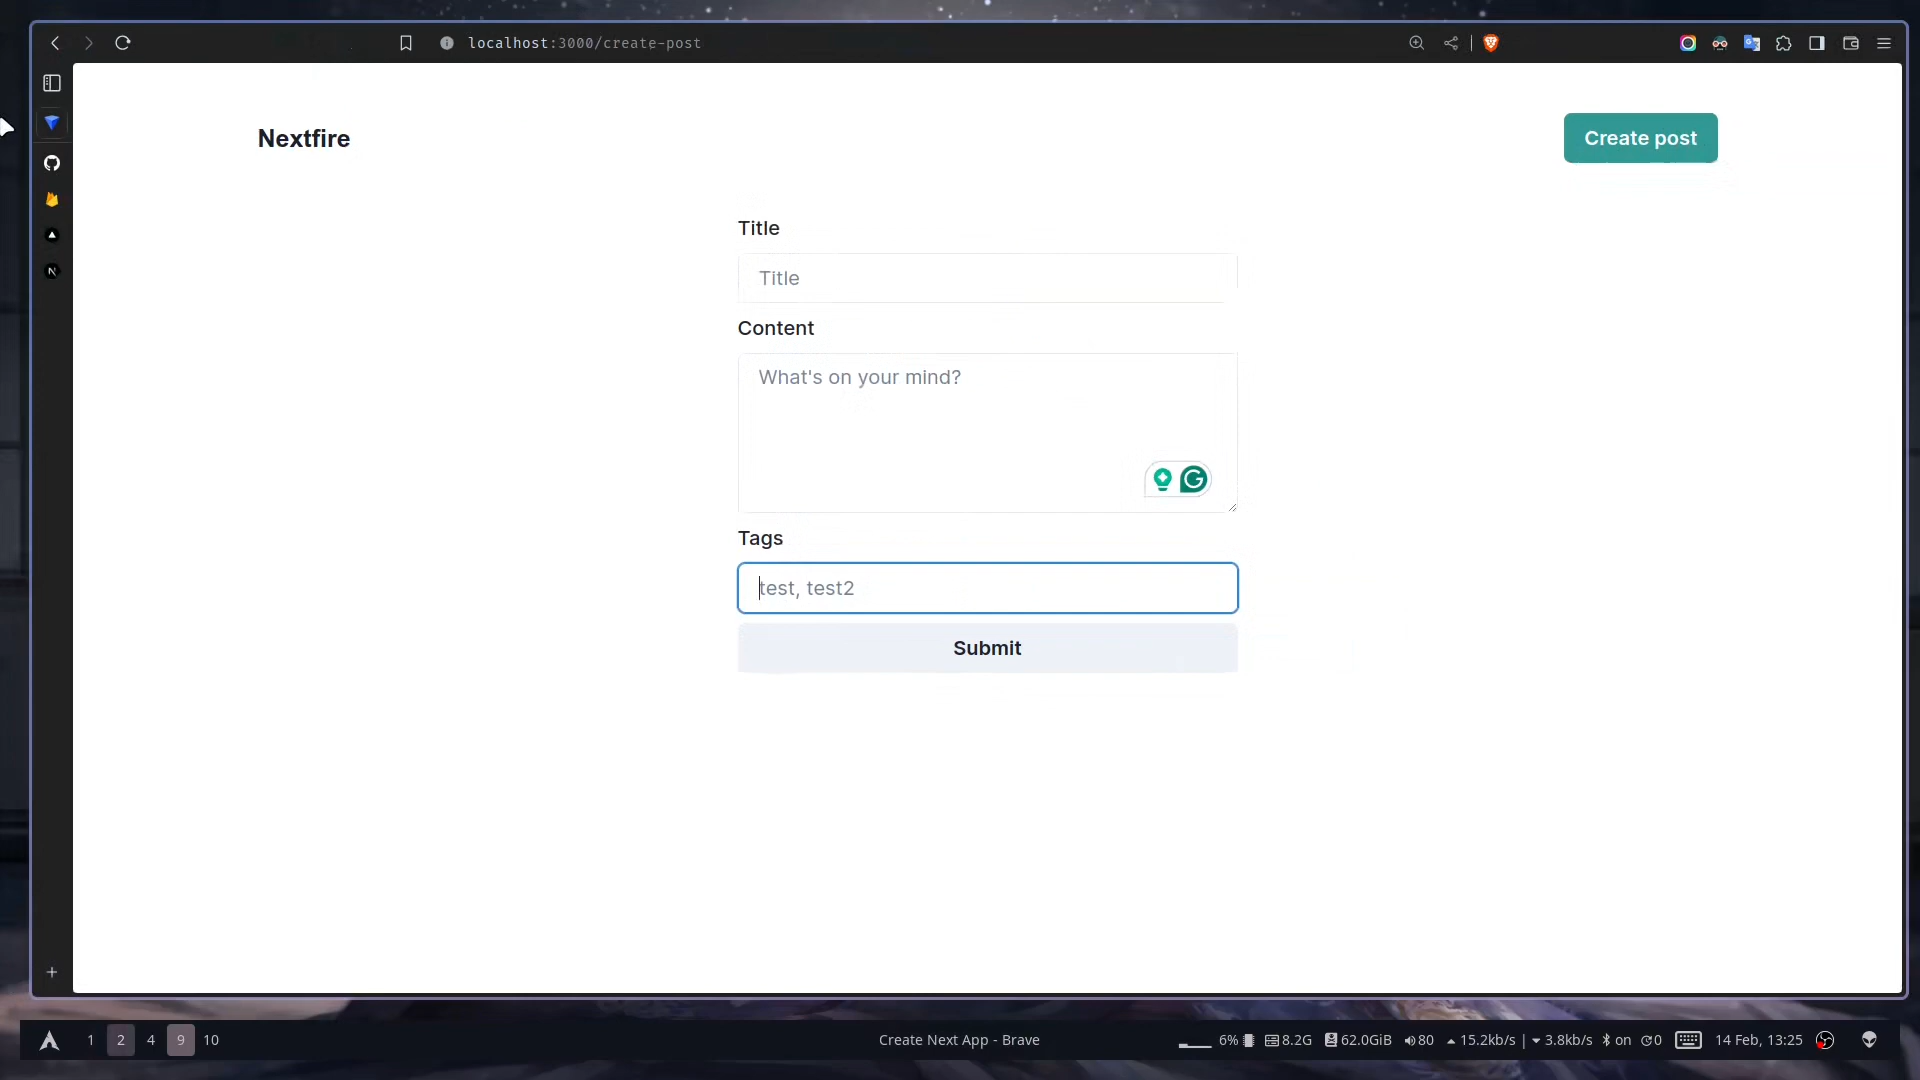 localhost:3000/create-post
Nextfire
Create post
Title
Title
Content
What's on your mind?
Tags
test, test2
Submit
1 2 4 9 10
Create Next App - Brave
6% 8.2G 62.0GiB 80 15.2kb/s | 3.8kb/s on 0 14 Feb, 13:25